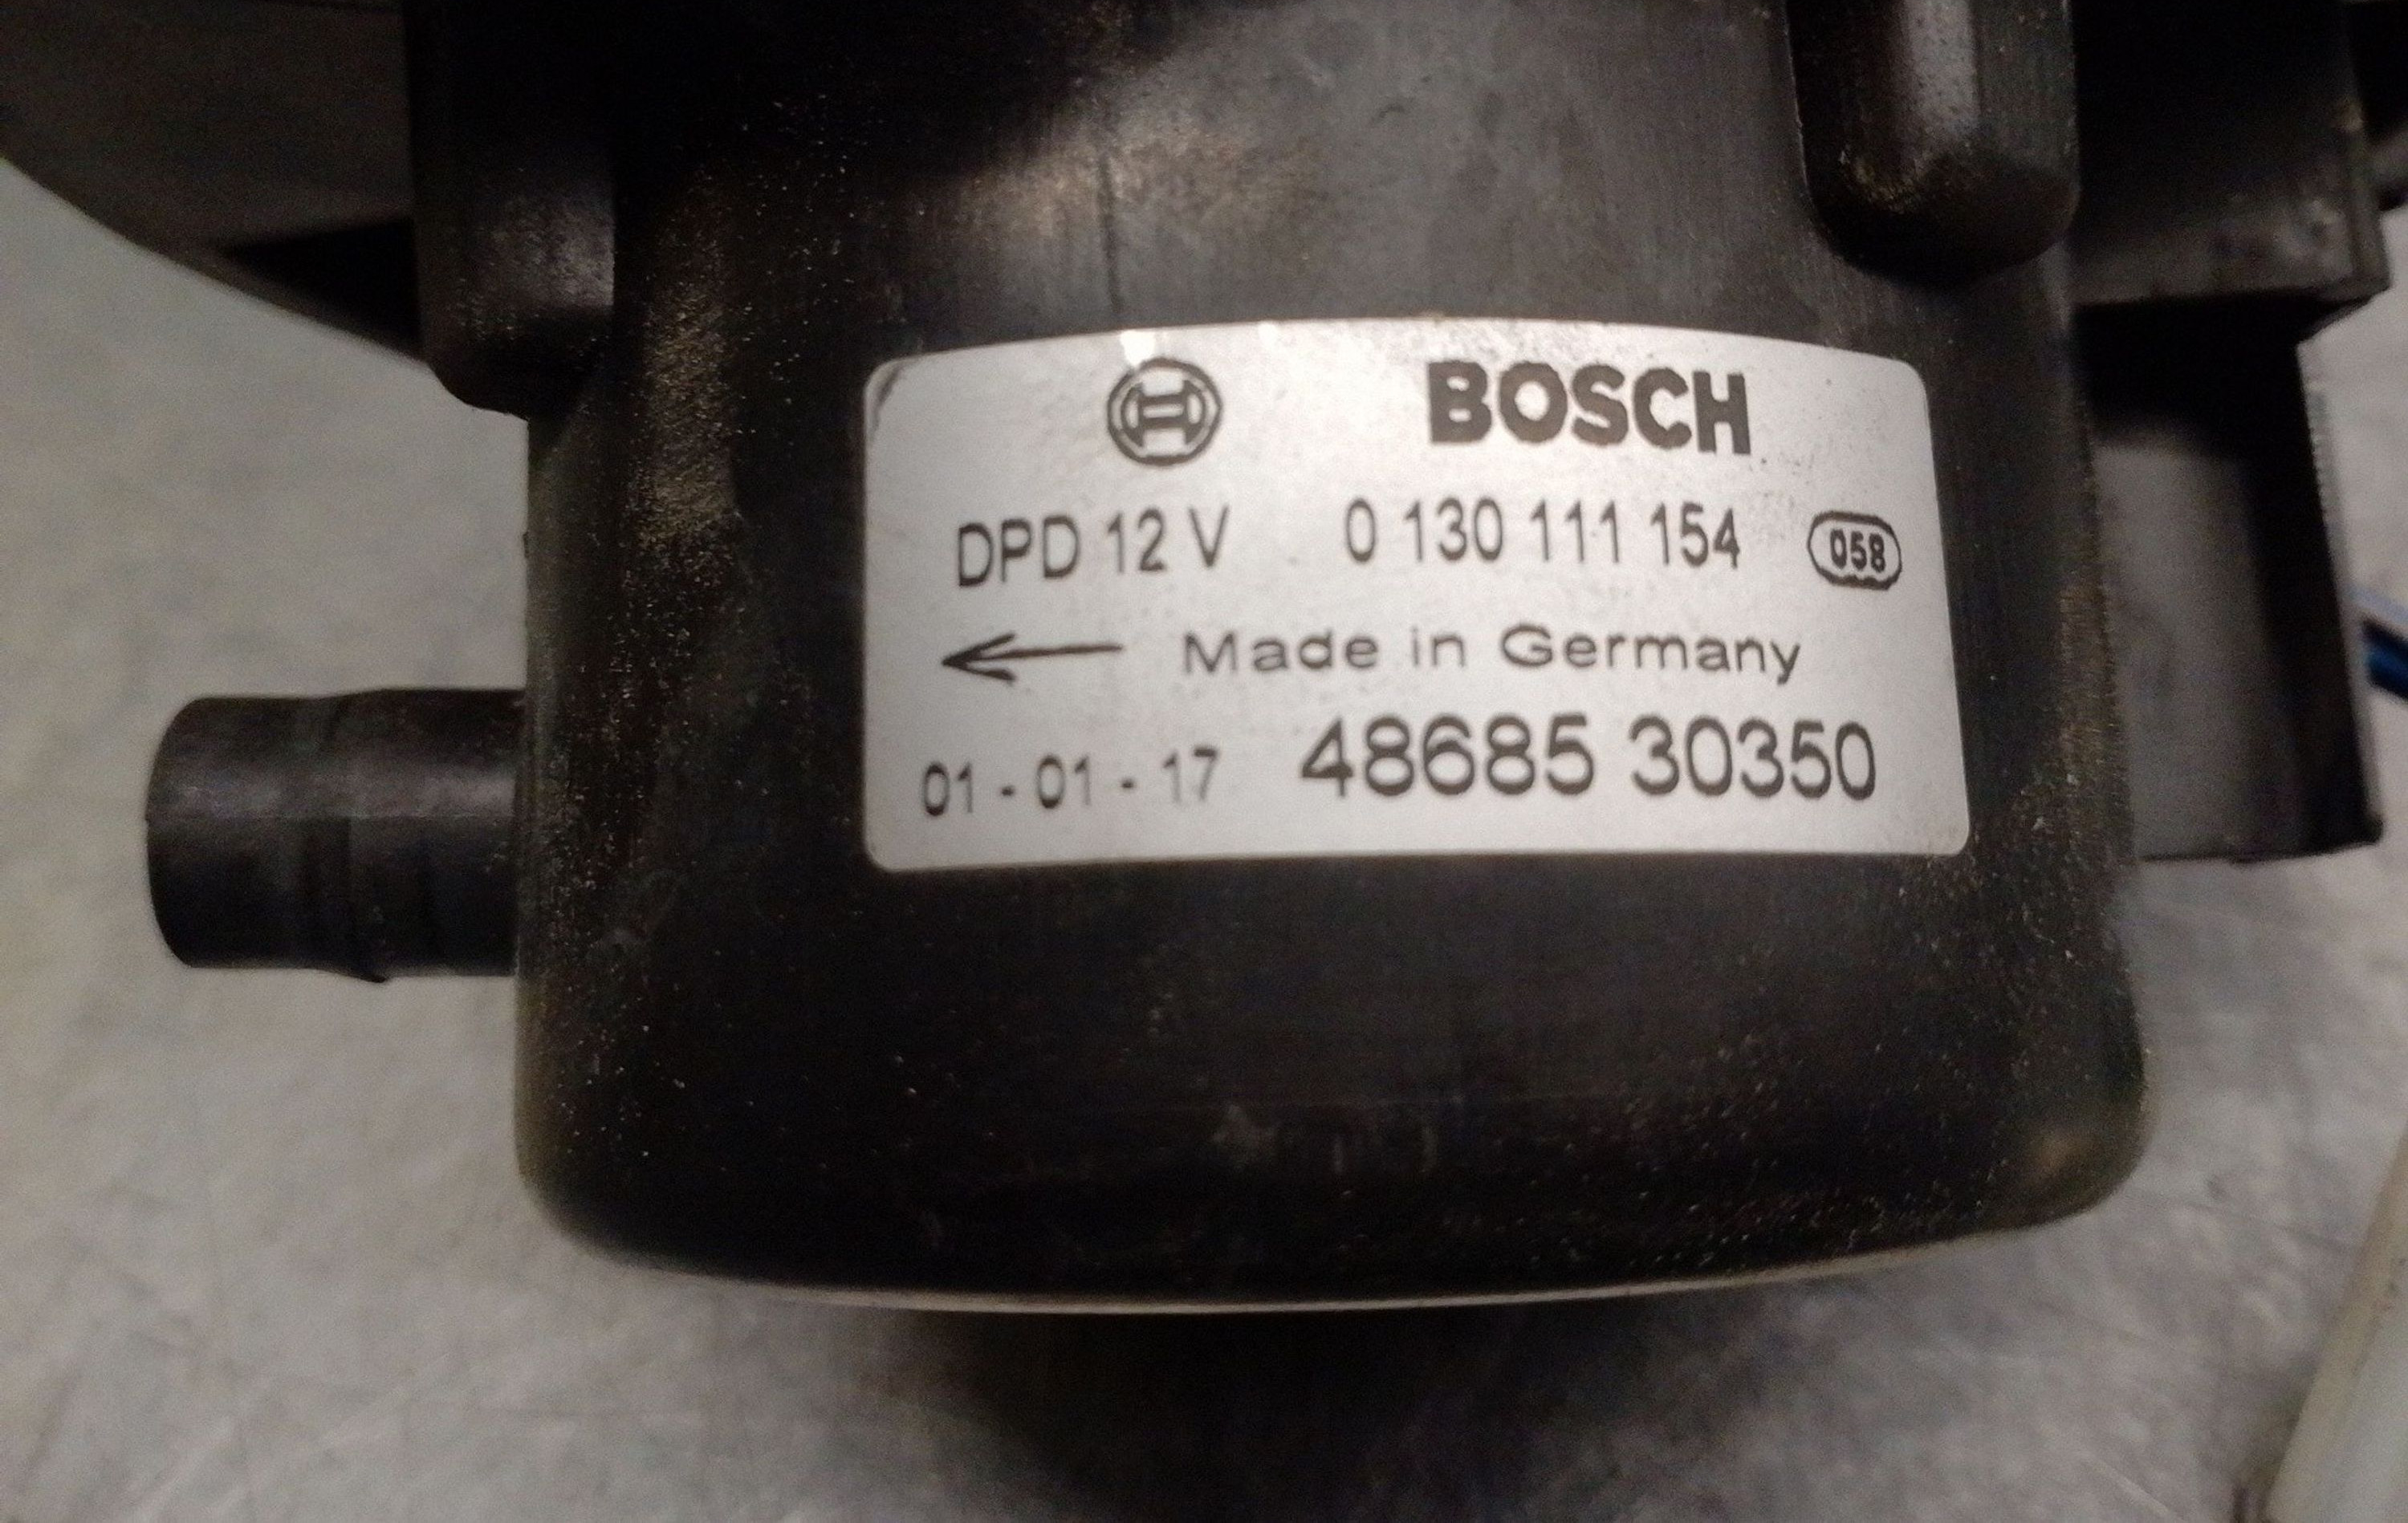 BOSCH
DPD 12 V 0 130 111 154 058
Made in Germany
01 - 01 - 17 48685 30350